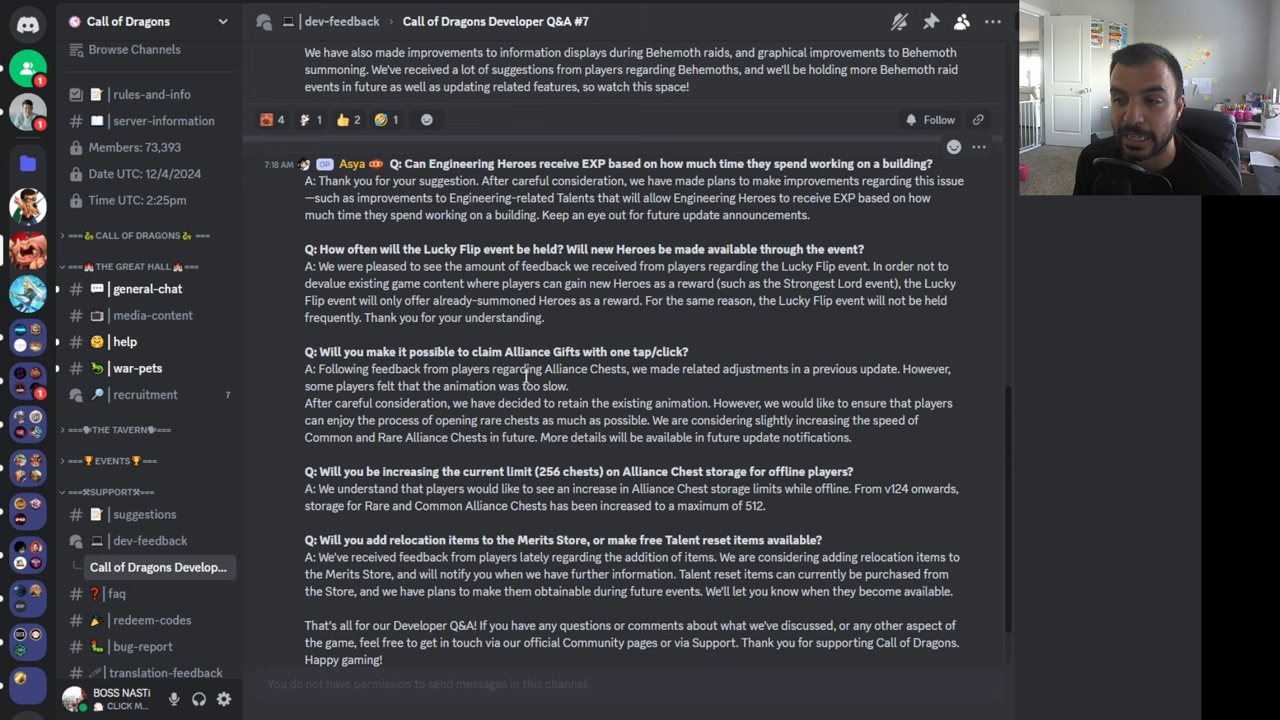 Call of Dragons
| dev-feedback
›
Call of Dragons Developer Q&A #7
Browse Channels
| rules-and-info
| server-information
Members: 73,393
Date UTC: 12/4/2024
Time UTC: 2:25pm
===🐉CALL OF DRAGONS🐉 ===
===🏰THE GREAT HALL🏰===
| general-chat
| media-content
| help
| war-pets
| recruitment
7
===🗣THE TAVERN🗣===
===🏆EVENTS🏆===
===⚒SUPPORT⚒===
| suggestions
| dev-feedback
Call of Dragons Develop...
| faq
| redeem-codes
| bug-report
| translation-feedback
BOSS NASTi
CLICK M...
We have also made improvements to information displays during Behemoth raids, and graphical improvements to Behemoth
summoning. We've received a lot of suggestions from players regarding Behemoths, and we'll be holding more Behemoth raid
events in future as well as updating related features, so watch this space!
4
1
2
1
Follow
7:18 AM OP Asya Q: Can Engineering Heroes receive EXP based on how much time they spend working on a building?
A: Thank you for your suggestion. After careful consideration, we have made plans to make improvements regarding this issue
—such as improvements to Engineering-related Talents that will allow Engineering Heroes to receive EXP based on how
much time they spend working on a building. Keep an eye out for future update announcements.
Q: How often will the Lucky Flip event be held? Will new Heroes be made available through the event?
A: We were pleased to see the amount of feedback we received from players regarding the Lucky Flip event. In order not to
devalue existing game content where players can gain new Heroes as a reward (such as the Strongest Lord event), the Lucky
Flip event will only offer already-summoned Heroes as a reward. For the same reason, the Lucky Flip event will not be held
frequently. Thank you for your understanding.
Q: Will you make it possible to claim Alliance Gifts with one tap/click?
A: Following feedback from players regarding Alliance Chests, we made related adjustments in a previous update. However,
some players felt that the animation was too slow.
After careful consideration, we have decided to retain the existing animation. However, we would like to ensure that players
can enjoy the process of opening rare chests as much as possible. We are considering slightly increasing the speed of
Common and Rare Alliance Chests in future. More details will be available in future update notifications.
Q: Will you be increasing the current limit (256 chests) on Alliance Chest storage for offline players?
A: We understand that players would like to see an increase in Alliance Chest storage limits while offline. From v124 onwards,
storage for Rare and Common Alliance Chests has been increased to a maximum of 512.
Q: Will you add relocation items to the Merits Store, or make free Talent reset items available?
A: We've received feedback from players lately regarding the addition of items. We are considering adding relocation items to
the Merits Store, and will notify you when we have further information. Talent reset items can currently be purchased from
the Store, and we have plans to make them obtainable during future events. We'll let you know when they become available.
That's all for our Developer Q&A! If you have any questions or comments about what we've discussed, or any other aspect of
the game, feel free to get in touch via our official Community pages or via Support. Thank you for supporting Call of Dragons.
Happy gaming!
You do not have permission to send messages in this channel.